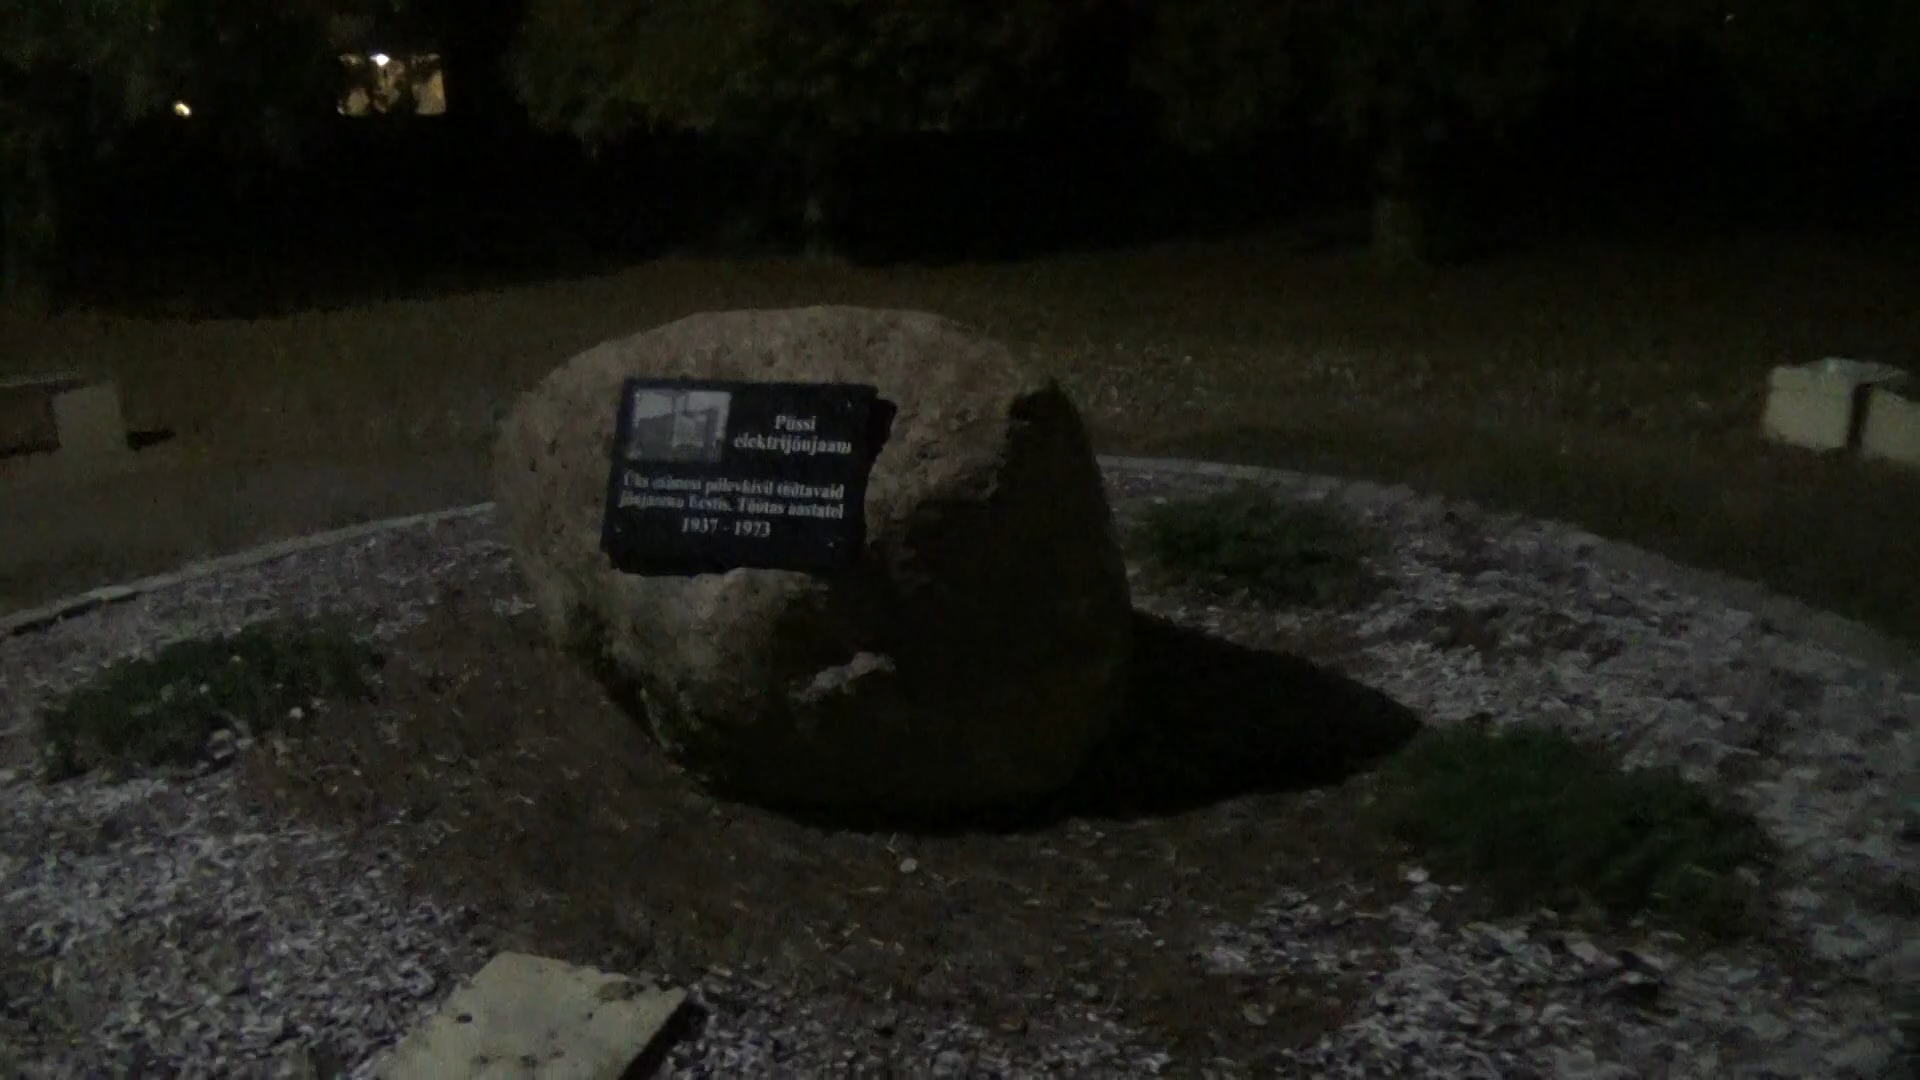 Püssi
elektrijõujaam
Üks esimesi põlevkivil töötavaid
jõujaamu Eestis. Töötas aastatel
1937 - 1973